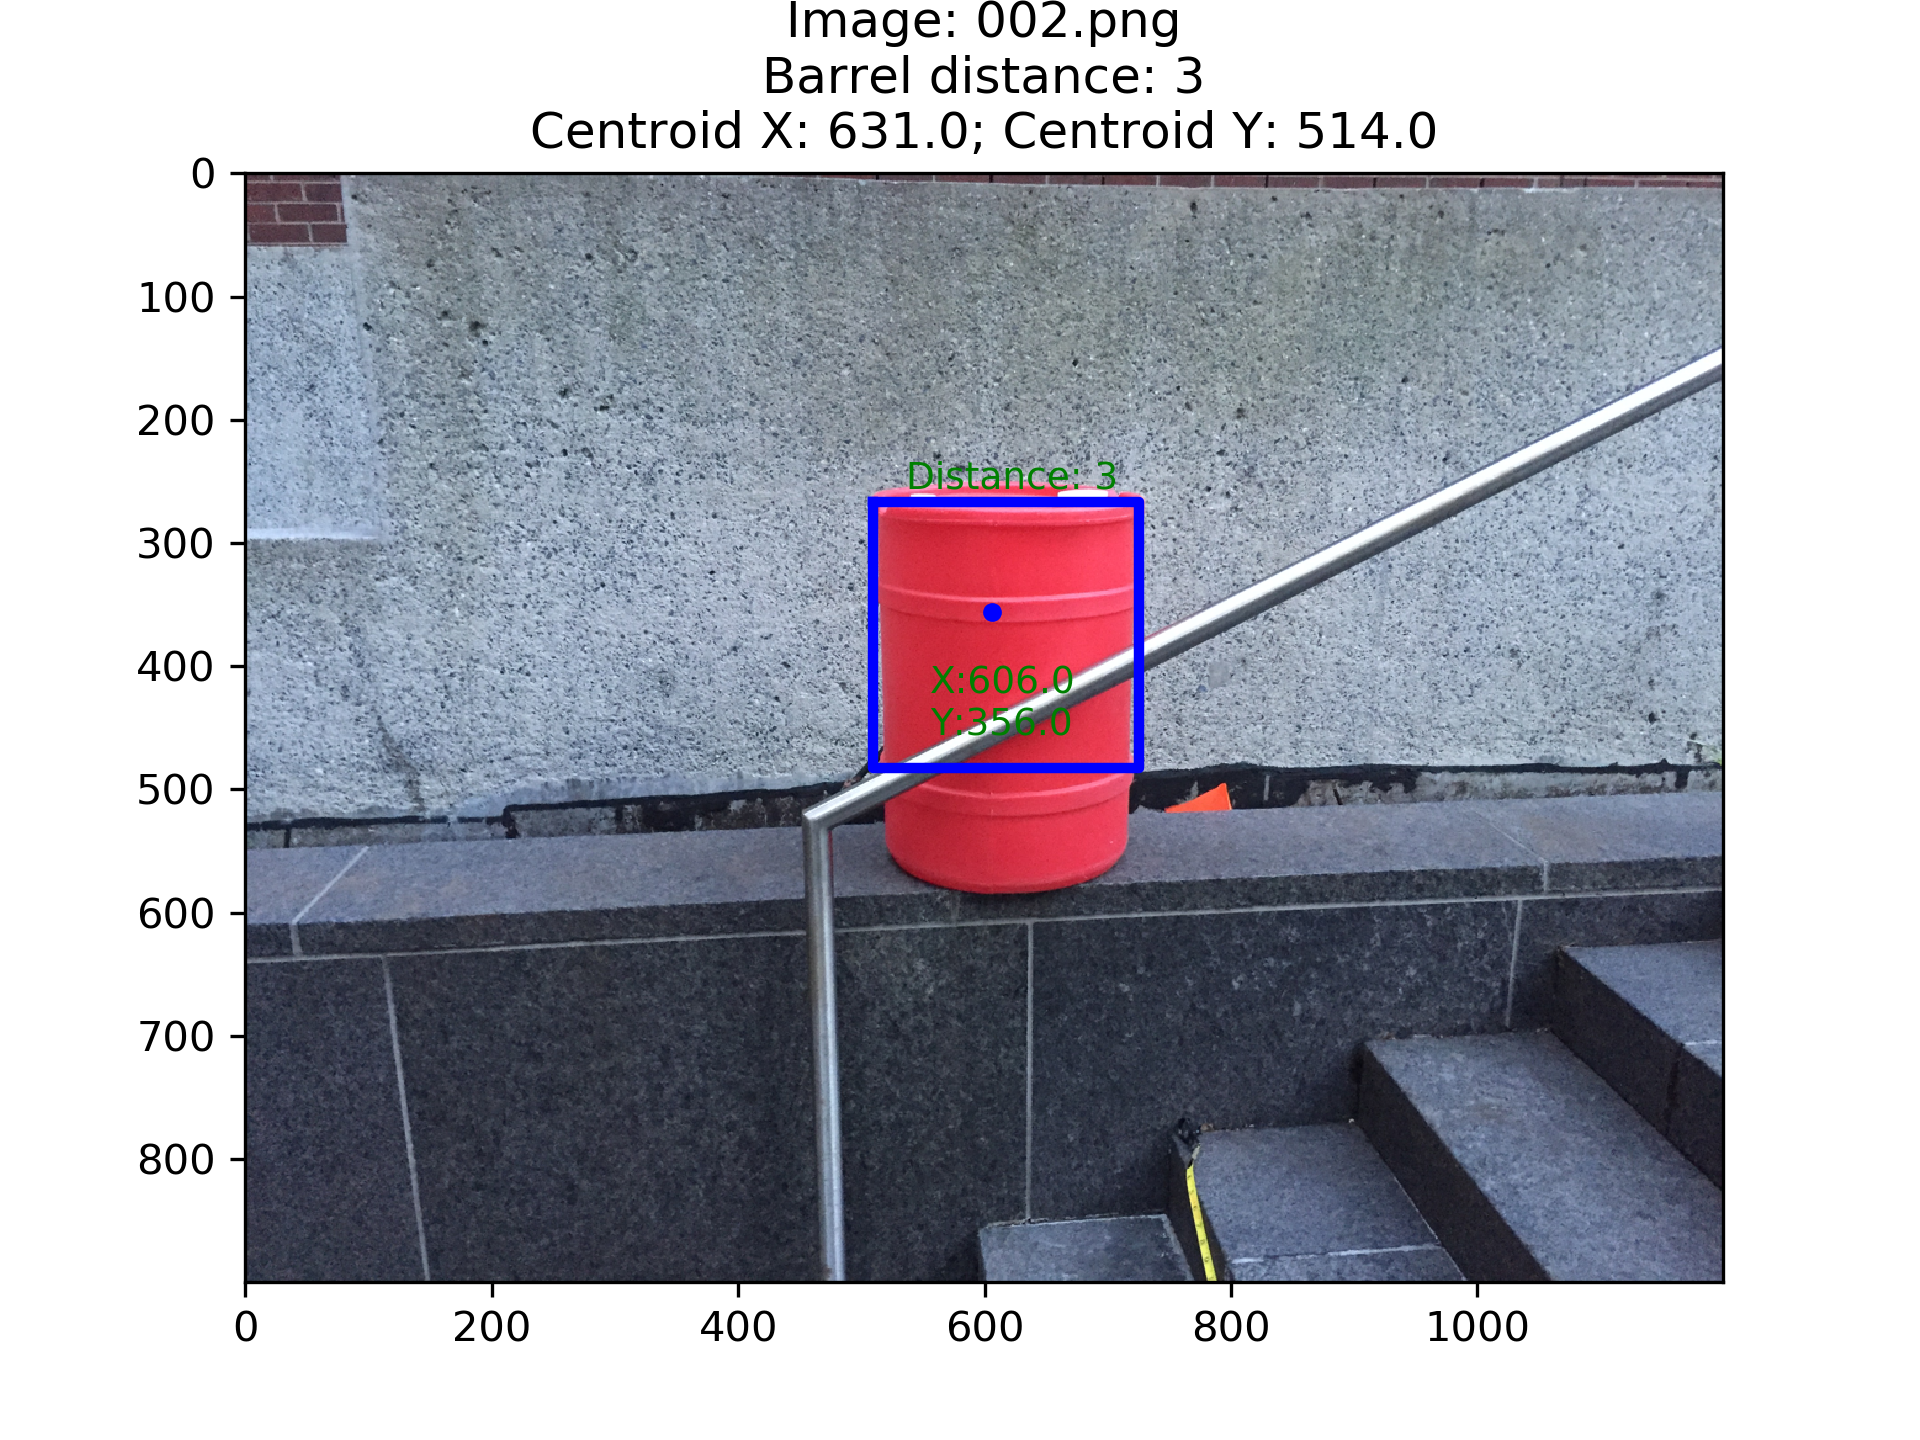 Image: 002.png
Barrel distance: 3
Centroid X: 631.0; Centroid Y: 514.0
0
100
200
300
400
500
600
700
800
Distance: 3
X:606.0
Y:356.0
0 200 400 600 800 1000